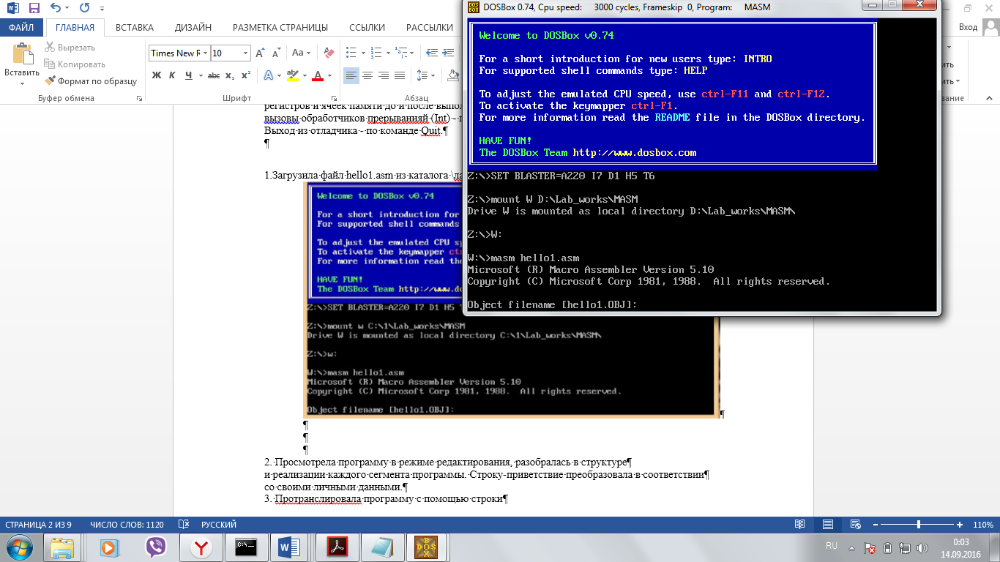 DOSBox 0.74, Cpu speed: 3000 cycles, Frameskip 0, Program: MASM
ФАЙЛ ГЛАВНАЯ ВСТАВКА ДИЗАЙН РАЗМЕТКА СТРАНИЦЫ ССЫЛКИ РАССЫЛКИ
Вход
Вырезать
Копировать
Формат по образцу
Вставить
Буфер обмена
Times New R 10
Шрифт
Абзац
Welcome to DOSBox v0.74
For a short introduction for new users type: INTRO
For supported shell commands type: HELP
To adjust the emulated CPU speed, use ctrl-F11 and ctrl-F12.
To activate the keymapper ctrl-F1.
For more information read the README file in the DOSBox directory.
HAVE FUN!
The DOSBox Team http://www.dosbox.com
Z:\>SET BLASTER=A220 I7 D1 H5 T6
Z:\>mount W D:\Lab_works\MASM
Drive W is mounted as local directory D:\Lab_works\MASM\
Z:\>W:
W:\>masm hello1.asm
Microsoft (R) Macro Assembler Version 5.10
Copyright (C) Microsoft Corp 1981, 1988.  All rights reserved.
Object filename [hello1.OBJ]:
регистров и ячеек памяти до и после
вызовы обработчиков прерыванияй (Int) -
Выход из отладчика - по команде Quit.¶
¶
1.Загрузила файл hello1.asm из каталога
Welcome to DOSBox v0.74
For a short introduction for
For supported shell commands
To adjust the emulated CPU
To activate the keymapper
For more information read the
HAVE FUN!
The DOSBox Team
Z:\>SET BLASTER=A220 I7 D1 H5
Z:\>mount w C:\1\Lab_works\MASM
Drive W is mounted as local directory C:\1\Lab_works\MASM\
Z:\>w:
W:\>masm hello1.asm
Microsoft (R) Macro Assembler Version 5.10
Copyright (C) Microsoft Corp 1981, 1988.  All rights reserved.
Object filename [hello1.OBJ]:
¶
¶
¶
¶
2. Просмотрела программу в режиме редактирования, разобралась в структуре¶
и реализации каждого сегмента программы. Строку-приветствие преобразовала в соответствии¶
со своими личными данными.¶
3. Протранслировала программу с помощью строки¶
СТРАНИЦА 2 ИЗ 9 ЧИСЛО СЛОВ: 1120 РУССКИЙ 110%
RU 0:03
14.09.2016